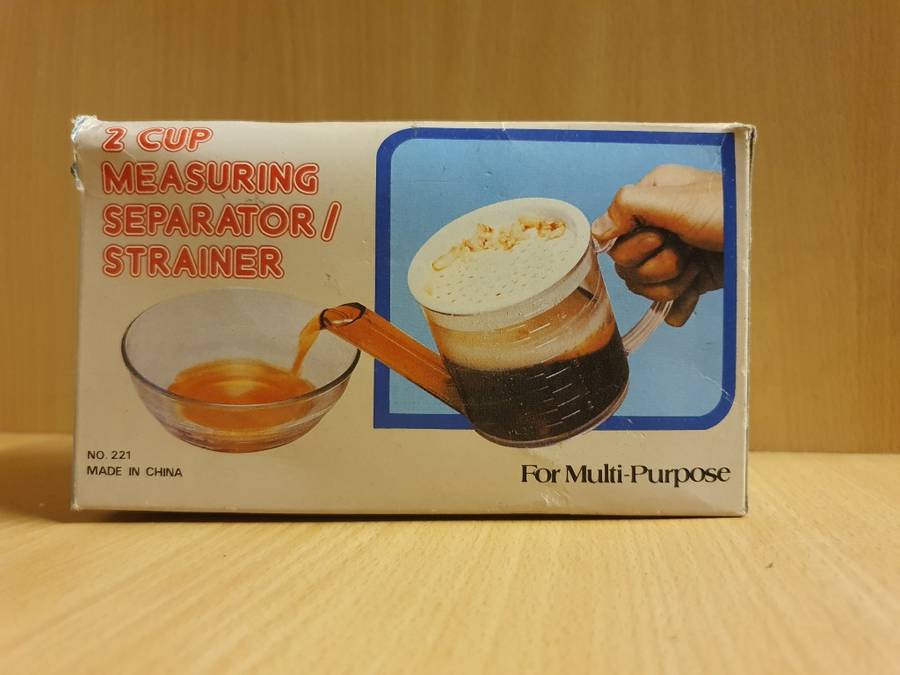 2 CUP
MEASURING
SEPARATOR/
STRAINER
NO. 221
MADE IN CHINA
For Multi-Purpose